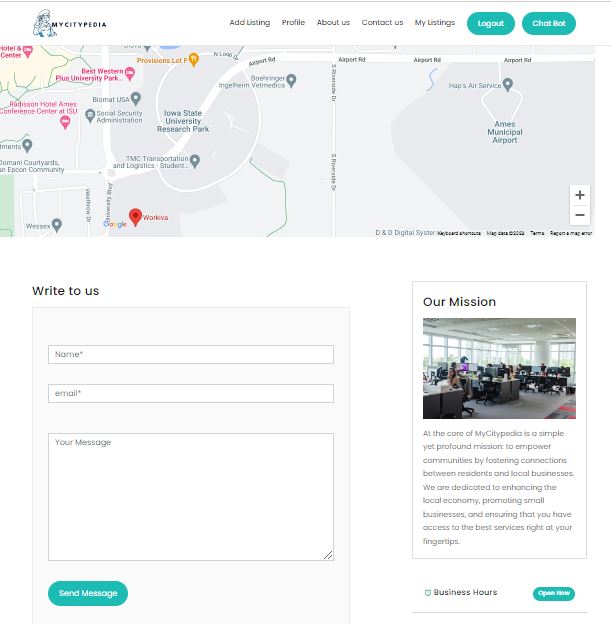 MYCITYPEDIA
Add Listing
Profile
About us
Contact us
My Listings
Logout
Chat Bot
Hotel &
Center
Best Western
Plus University Park...
Radisson Hotel Ames
Conference Center at ISU
Biomat USA
Social Security
Administration
Provisions Lot F
N Loop Dr
Airport Rd
Airport Rd
Airport Rd
Boehringer
Ingelheim Vetmedica
Iowa State
University
Research Park
S Riverside Dr
S Riverside Dr
Hap's Air Service
Ames
Municipal
Airport
TMC Transportation
and Logistics - Student...
Domani Courtyards,
an Epcon Community
University Blvd
Wessex
Google
Workiva
D & D Digital Syster
Keyboard shortcuts
Map data ©2023
Terms
Report a map error
+
−
Write to us
Name*
email*
Your Message
Send Message
Our Mission
At the core of MyCitypedia is a simple
yet profound mission: to empower
communities by fostering connections
between residents and local businesses.
We are dedicated to enhancing the
local economy, promoting small
businesses, and ensuring that you have
access to the best services right at your
fingertips.
Business Hours
Open Now